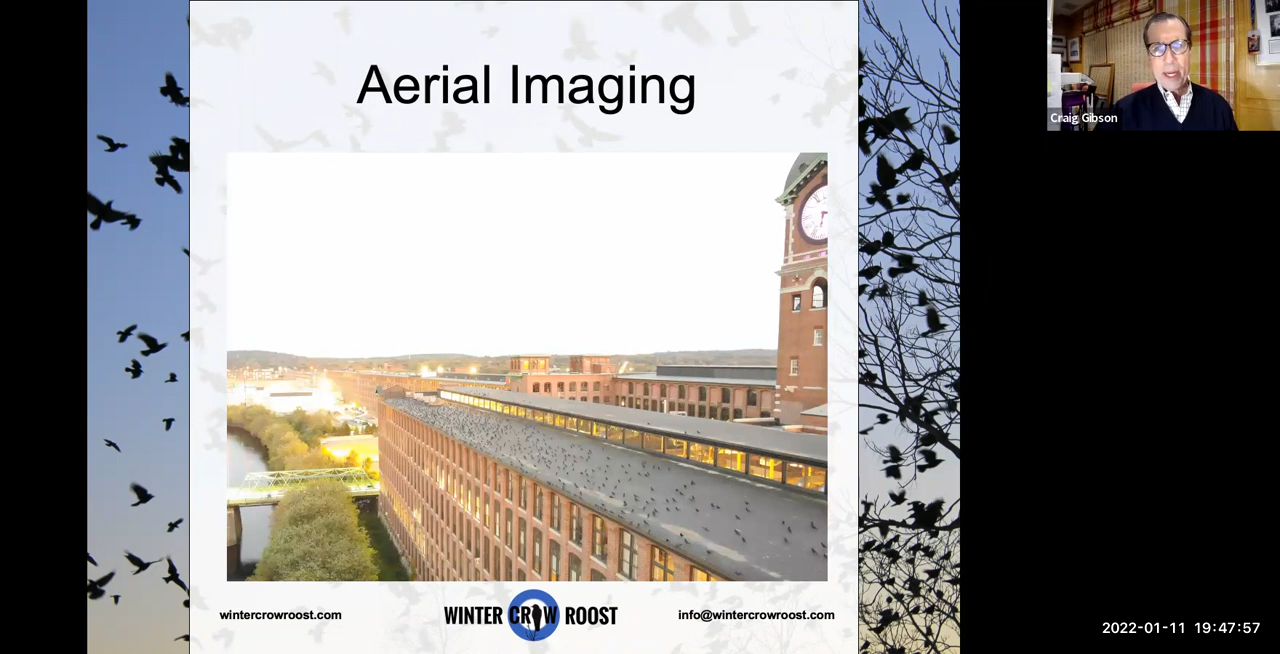 Aerial Imaging
Craig Gibson
wintercrowroost.com
WINTER CROW ROOST
info@wintercrowroost.com
2022-01-11 19:47:57